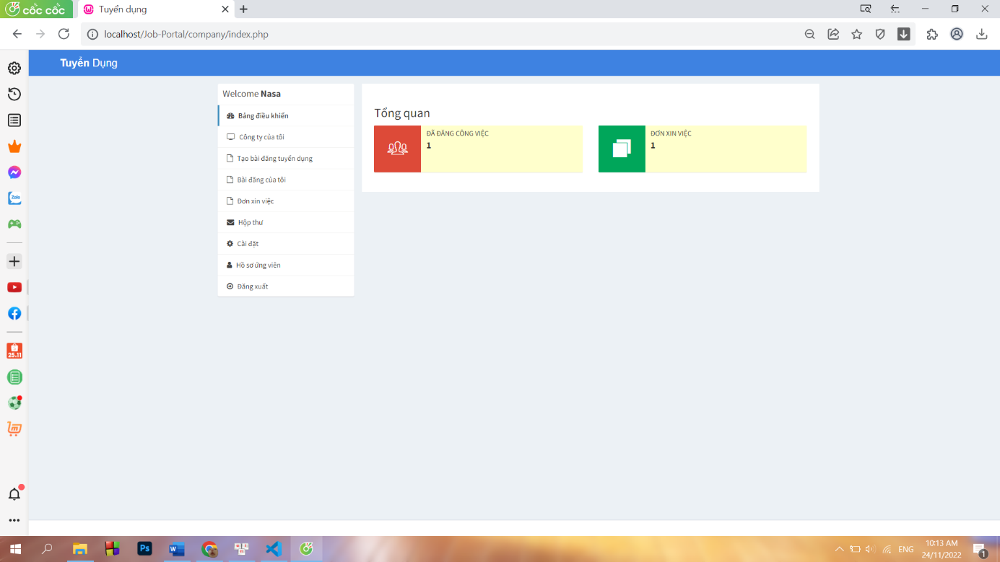 cốc cốc
Tuyển dụng
localhost/Job-Portal/company/index.php
Tuyển Dụng
Welcome Nasa
Bảng điều khiển
Công ty của tôi
Tạo bài đăng tuyển dụng
Bài đăng của tôi
Đơn xin việc
Hộp thư
Cài đặt
Hồ sơ ứng viên
Đăng xuất
Tổng quan
ĐÃ ĐĂNG CÔNG VIỆC
1
ĐƠN XIN VIỆC
1
Zalo
25.11
Ps
W
ENG
10:13 AM
24/11/2022
1